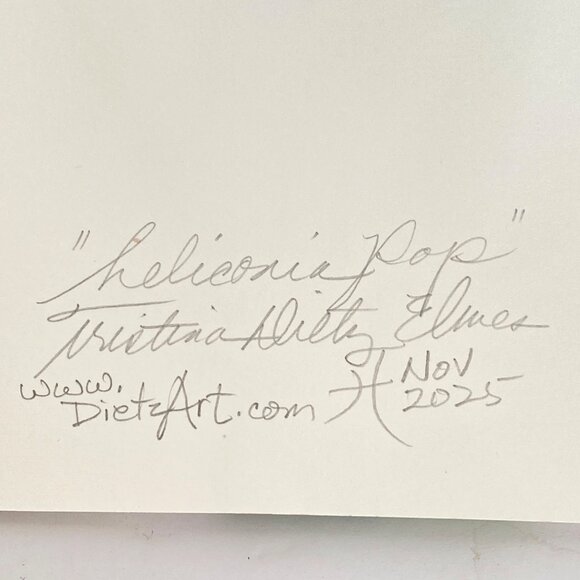 "heliconia Pop"
Tristina Dietz Elmes
www.
DietzArt.com
Nov
2025